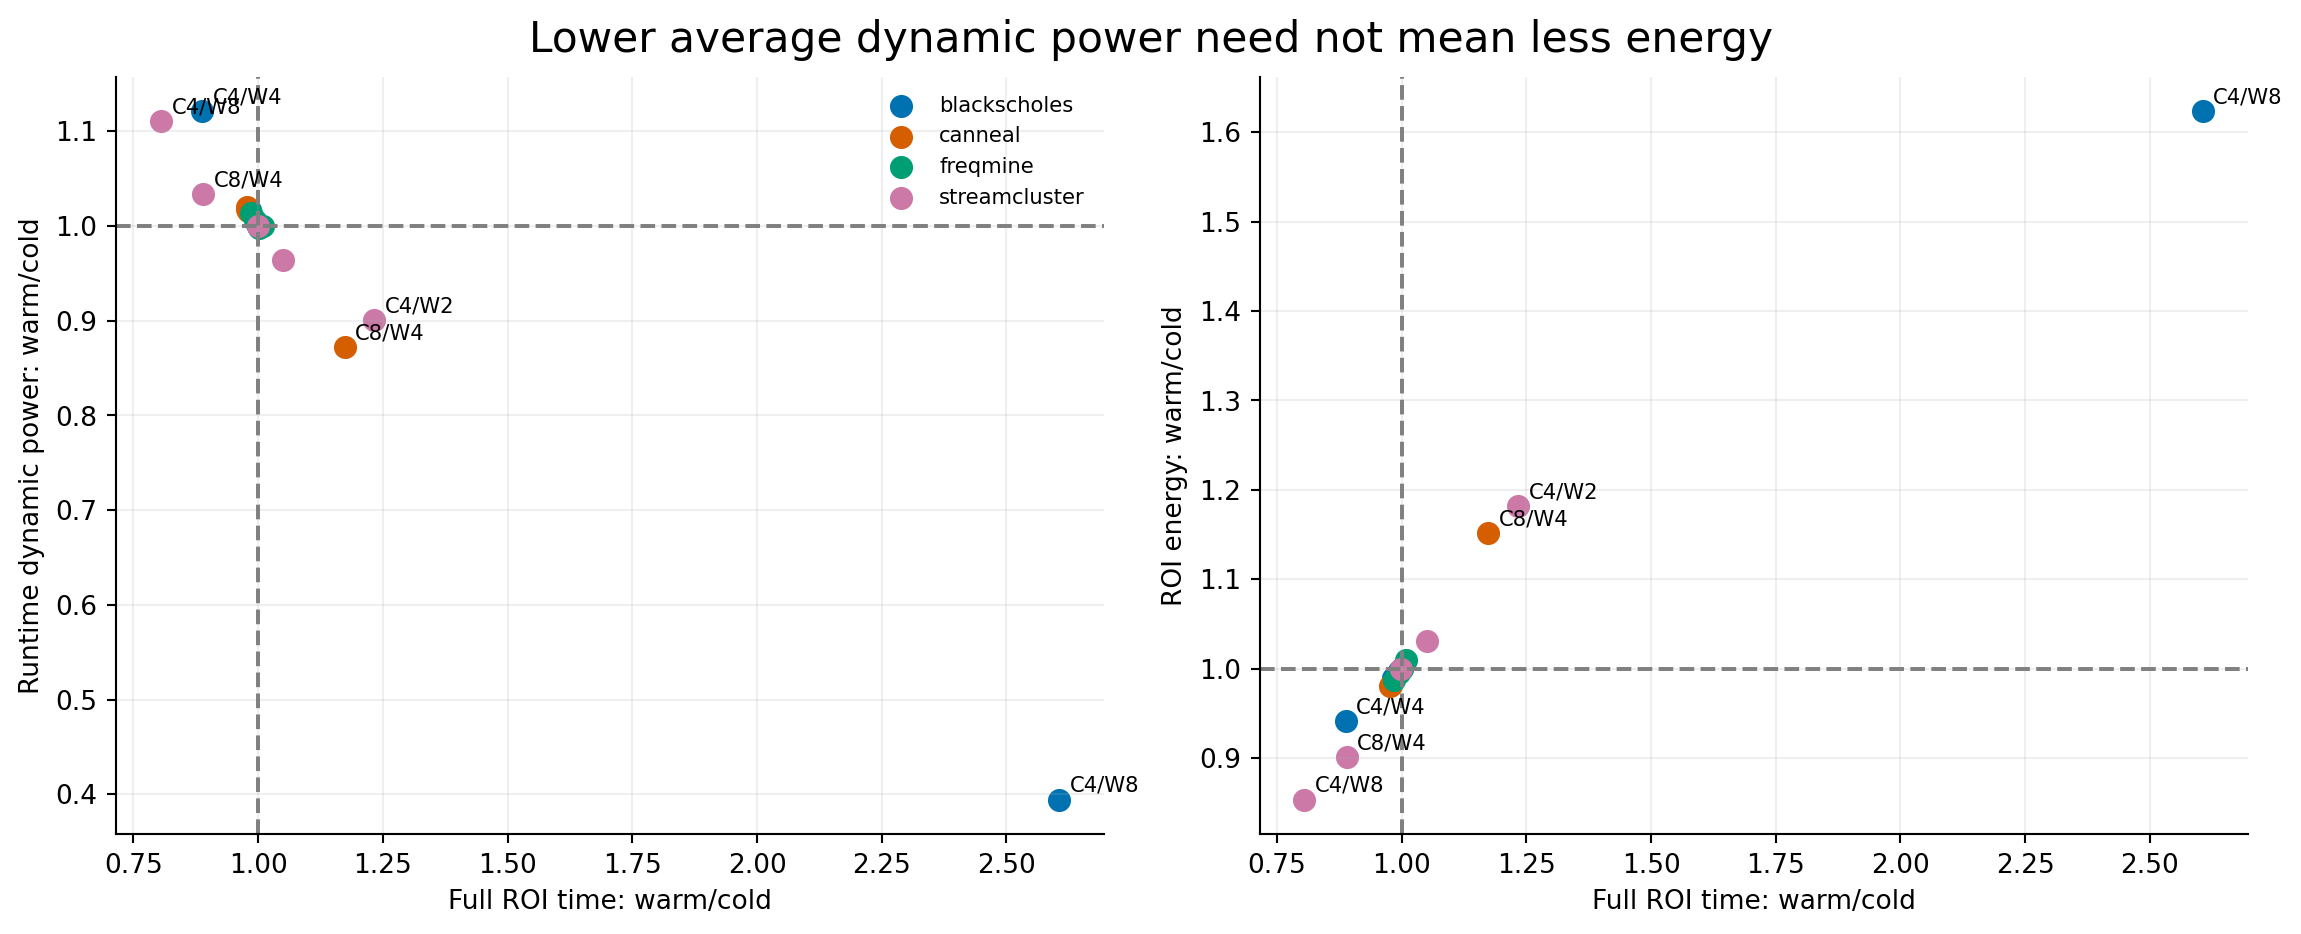 Lower average dynamic power need not mean less energy
Runtime dynamic power: warm/cold
1.1
1.0
0.9
0.8
0.7
0.6
0.5
0.4
C4/W4
C4/W8
C8/W4
C4/W2
C8/W4
C4/W8
blackscholes
canneal
freqmine
streamcluster
0.75 1.00 1.25 1.50 1.75 2.00 2.25 2.50
Full ROI time: warm/cold
ROI energy: warm/cold
1.6
1.5
1.4
1.3
1.2
1.1
1.0
0.9
C4/W8
C4/W2
C8/W4
C4/W4
C8/W4
C4/W8
0.75 1.00 1.25 1.50 1.75 2.00 2.25 2.50
Full ROI time: warm/cold